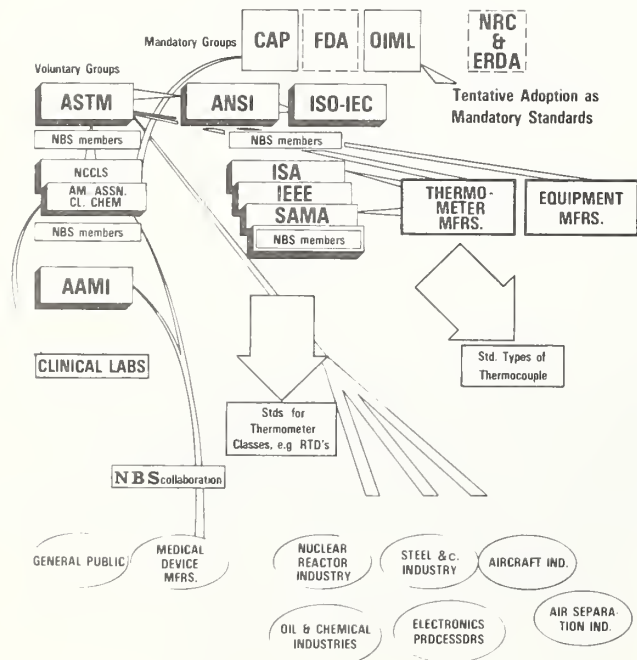 Mandatory Groups
CAP
FDA
OIML
NRC
&
ERDA
Voluntary Groups
ASTM
ANSI
ISO-IEC
Tentative Adoption as
Mandatory Standards
NBS members
NBS members
NCCLS
AM. ASSN.
CL. CHEM
NBS members
ISA
IEEE
SAMA
NBS members
THERMO-
METER
MFRS.
EQUIPMENT
MFRS.
AAMI
CLINICAL LABS
Std. Types of
Thermocouple
Stds for
Thermometer
Classes, e.g RTD's
NBS collaboration
GENERAL PUBLIC
MEDICAL
DEVICE
MFRS.
NUCLEAR
REACTOR
INDUSTRY
STEEL &c.
INDUSTRY
AIRCRAFT IND.
OIL & CHEMICAL
INDUSTRIES
ELECTRONICS
PRDCESSDRS
AIR SEPARA-
TION IND.